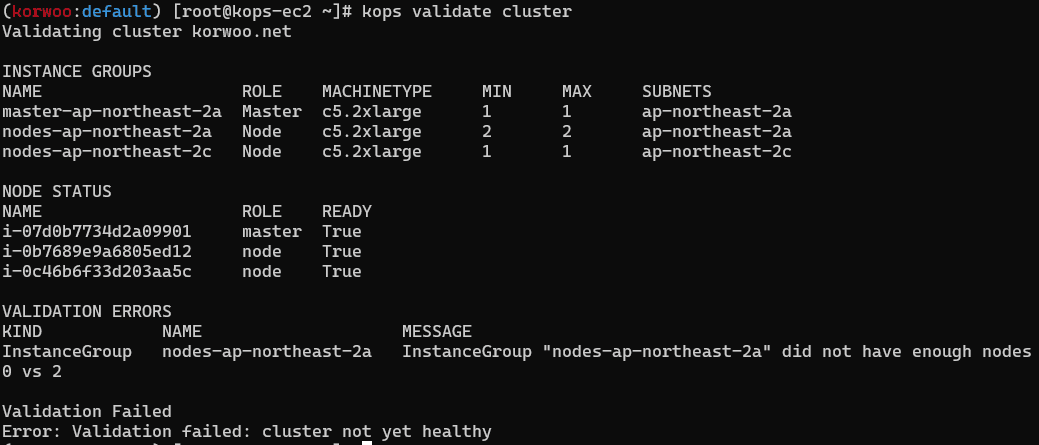 (korwoo:default) [root@kops-ec2 ~]# kops validate cluster
Validating cluster korwoo.net
INSTANCE GROUPS
NAME ROLE MACHINETYPE MIN MAX SUBNETS
master-ap-northeast-2a Master c5.2xlarge 1 1 ap-northeast-2a
nodes-ap-northeast-2a Node c5.2xlarge 2 2 ap-northeast-2a
nodes-ap-northeast-2c Node c5.2xlarge 1 1 ap-northeast-2c
NODE STATUS
NAME ROLE READY
i-07d0b7734d2a09901 master True
i-0b7689e9a6805ed12 node True
i-0c46b6f33d203aa5c node True
VALIDATION ERRORS
KIND NAME MESSAGE
InstanceGroup nodes-ap-northeast-2a InstanceGroup "nodes-ap-northeast-2a" did not have enough nodes
0 vs 2
Validation Failed
Error: Validation failed: cluster not yet healthy